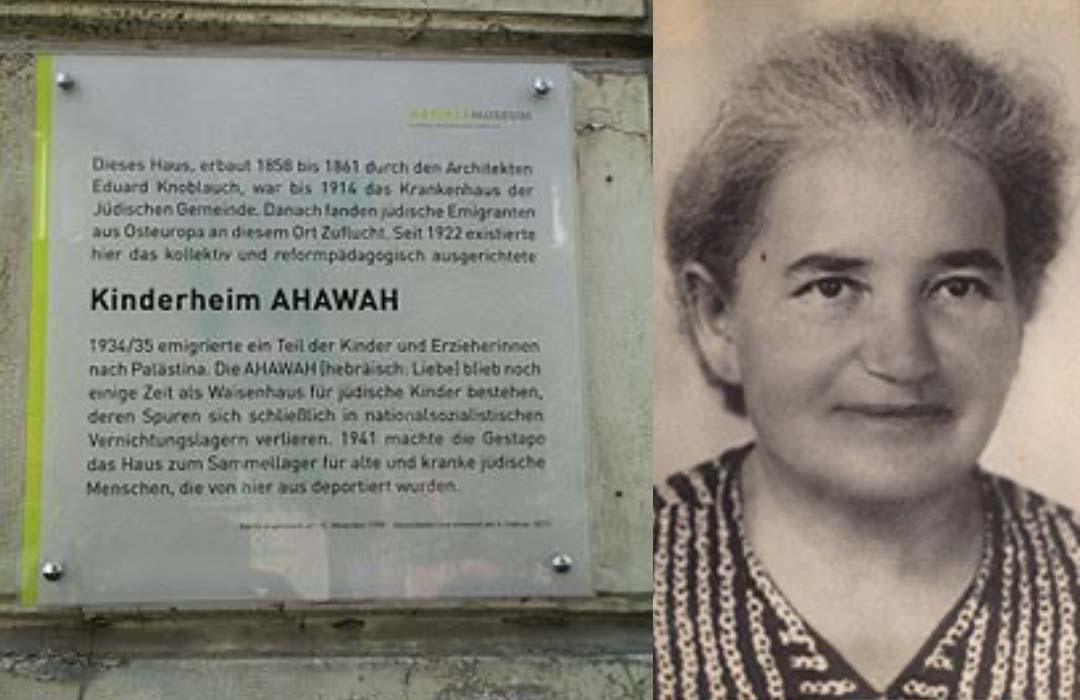 MUSEUM
Dieses Haus, erbaut 1858 bis 1861 durch den Architekten
Eduard Knoblauch, war bis 1914 das Krankenhaus der
Jüdischen Gemeinde. Danach fanden jüdische Emigranten
aus Osteuropa an diesem Ort Zuflucht. Seit 1922 existierte
hier das kollektiv und reformpädagogisch ausgerichtete
Kinderheim AHAWAH
1934/35 emigrierte ein Teil der Kinder und Erzieherinnen
nach Palästina. Die AHAWAH (hebräisch: Liebe) blieb noch
einige Zeit als Waisenhaus für jüdische Kinder bestehen,
deren Spuren sich schließlich in nationalsozialistischen
Vernichtungslagern verlieren. 1941 machte die Gestapo
das Haus zum Sammellager für alte und kranke jüdische
Menschen, die von hier aus deportiert wurden.